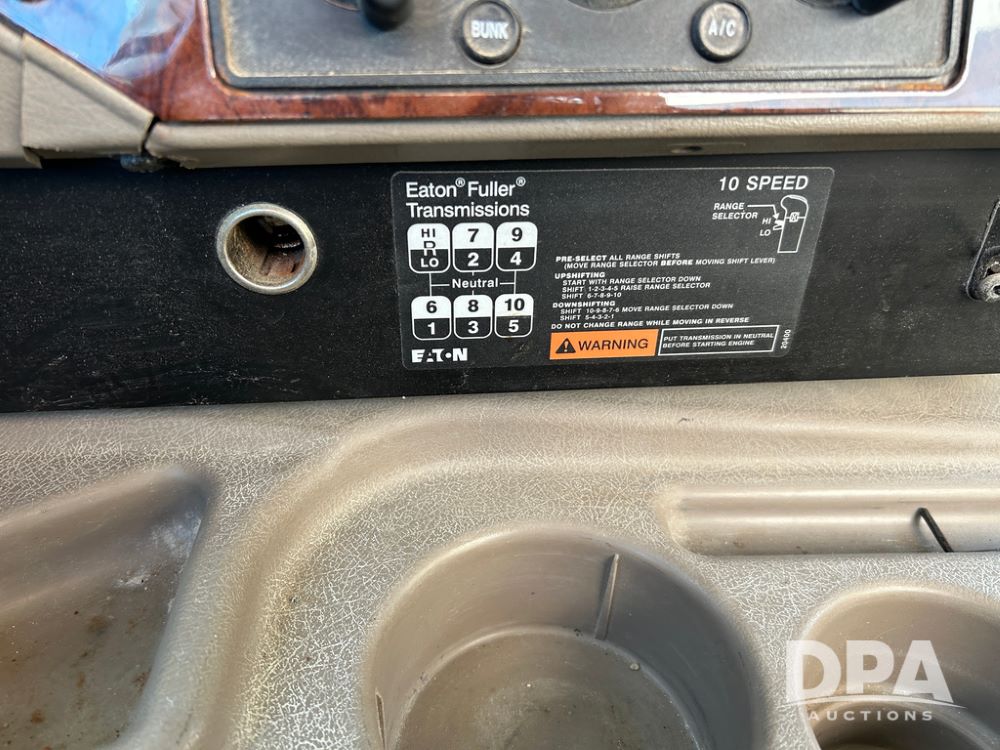 BUNK
A/C
Eaton® Fuller®
Transmissions
10 SPEED
RANGE
SELECTOR
HI
LO
HI 7 9
R
LO 2 4
Neutral
6 8 10
1 3 5
EATON
PRE-SELECT ALL RANGE SHIFTS
(MOVE RANGE SELECTOR BEFORE MOVING SHIFT LEVER)
UPSHIFTING
START WITH RANGE SELECTOR DOWN
SHIFT 1-2-3-4-5 RAISE RANGE SELECTOR
SHIFT 6-7-8-9-10
DOWNSHIFTING
SHIFT 10-9-8-7-6 MOVE RANGE SELECTOR DOWN
SHIFT 5-4-3-2-1
DO NOT CHANGE RANGE WHILE MOVING IN REVERSE
WARNING
PUT TRANSMISSION IN NEUTRAL
BEFORE STARTING ENGINE
20400
DPA
AUCTIONS